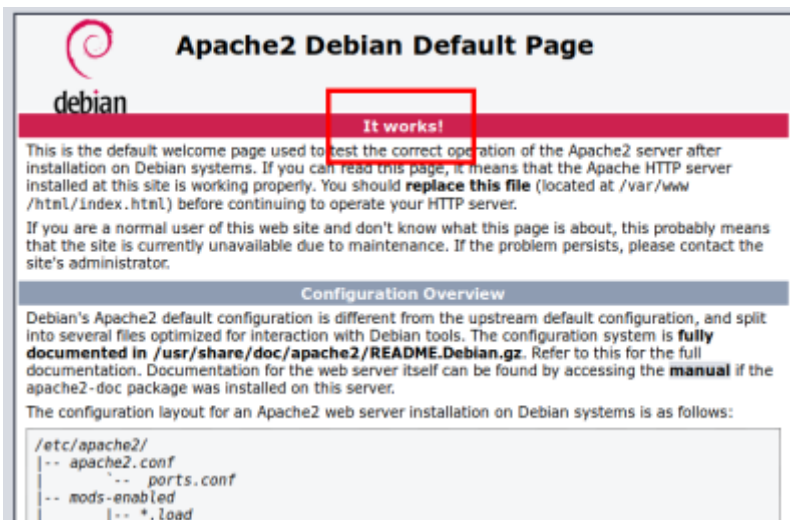 Apache2 Debian Default Page
debian
It works!
This is the default welcome page used to test the correct operation of the Apache2 server after
installation on Debian systems. If you can read this page, it means that the Apache HTTP server
installed at this site is working properly. You should replace this file (located at /var/www
/html/index.html) before continuing to operate your HTTP server.
If you are a normal user of this web site and don't know what this page is about, this probably means
that the site is currently unavailable due to maintenance. If the problem persists, please contact the
site's administrator.
Configuration Overview
Debian's Apache2 default configuration is different from the upstream default configuration, and split
into several files optimized for interaction with Debian tools. The configuration system is fully
documented in /usr/share/doc/apache2/README.Debian.gz. Refer to this for the full
documentation. Documentation for the web server itself can be found by accessing the manual if the
apache2-doc package was installed on this server.
The configuration layout for an Apache2 web server installation on Debian systems is as follows:
/etc/apache2/
|-- apache2.conf
|       `--  ports.conf
|-- mods-enabled
|       |-- *.load